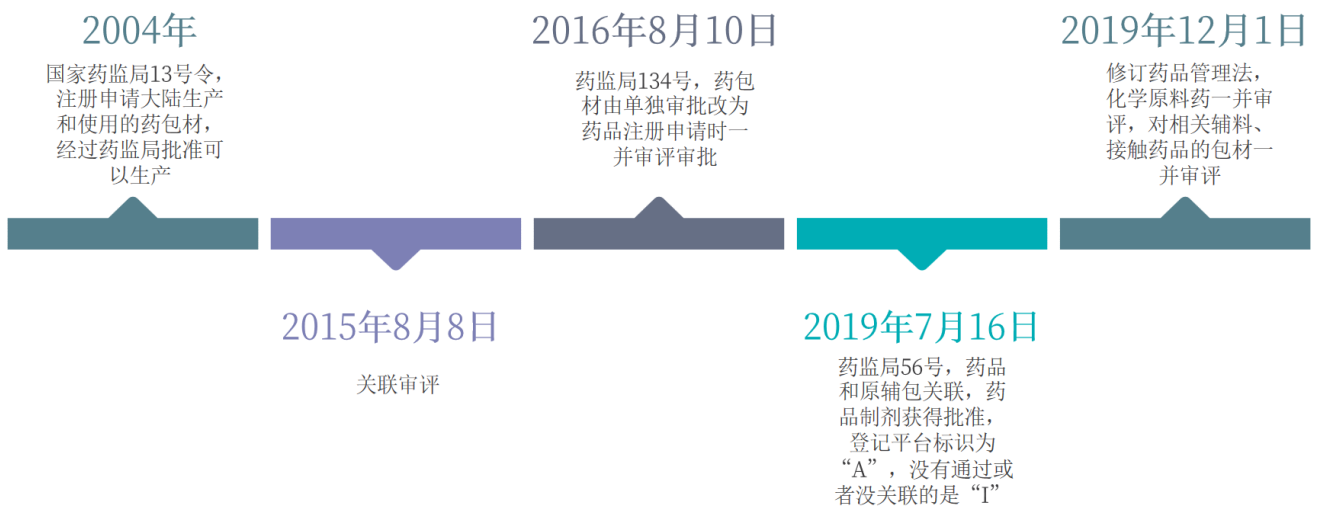 2004年
国家药监局13号令，
注册申请大陆生产
和使用的药包材，
经过药监局批准可
以生产
2015年8月8日
关联审评
2016年8月10日
药监局134号，药包
材由单独审批改为
药品注册申请时一
并审评审批
2019年7月16日
药监局56号，药品
和原辅包关联，药
品制剂获得批准，
登记平台标识为
“A”，没有通过或
者没关联的是“I”
2019年12月1日
修订药品管理法，
化学原料药一并审
评，对相关辅料、
接触药品的包材一
并审评